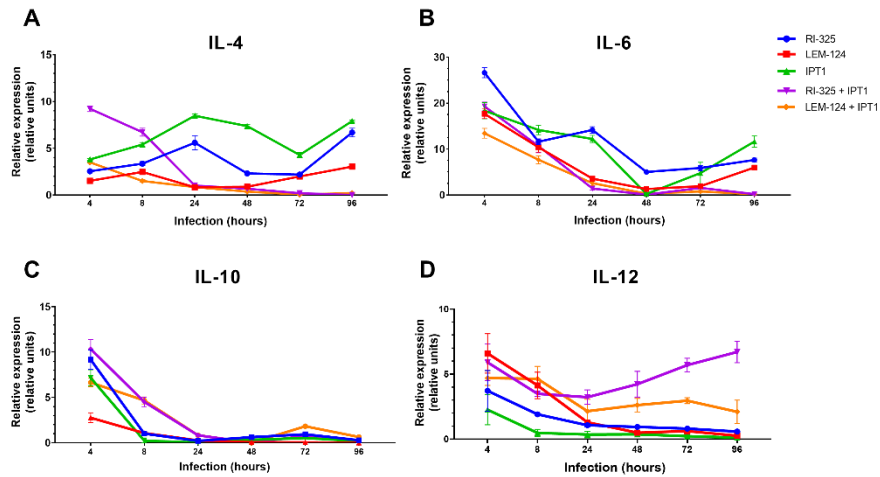 A
IL-4
Relative expression
(relative units)
15
10
5
0
4
8
24
48
72
96
Infection (hours)
B
IL-6
Relative expression
(relative units)
30
20
10
0
4
8
24
48
72
96
Infection (hours)
RI-325
LEM-124
IPT1
RI-325 + IPT1
LEM-124 + IPT1
C
IL-10
Relative expression
(relative units)
15
10
5
0
4
8
24
48
72
96
Infection (hours)
D
IL-12
Relative expression
(relative units)
10
5
0
4
8
24
48
72
96
Infection (hours)